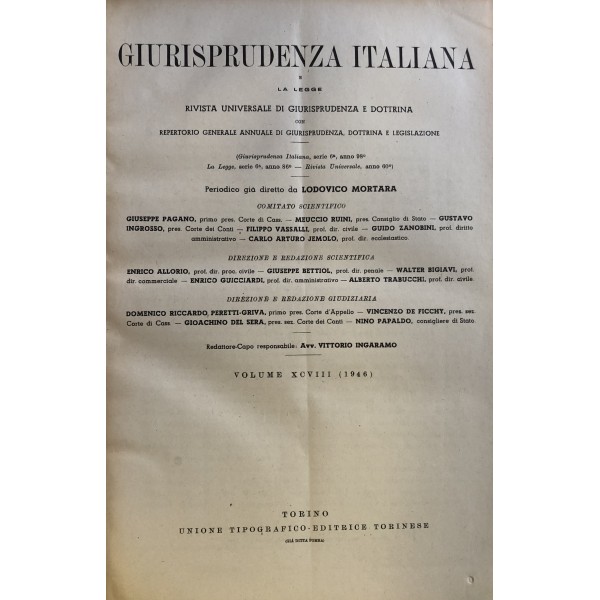 GIURISPRUDENZA ITALIANA
E
LA LEGGE
RIVISTA UNIVERSALE DI GIURISPRUDENZA E DOTTRINA
CON
REPERTORIO GENERALE ANNUALE DI GIURISPRUDENZA, DOTTRINA E LEGISLAZIONE
(Giurisprudenza Italiana, serie 6ª, anno 98º
La Legge, serie 6ª, anno 86º — Rivista Universale, anno 60º)
Periodico già diretto da LODOVICO MORTARA
COMITATO SCIENTIFICO
GIUSEPPE PAGANO, primo pres. Corte di Cass. — MEUCCIO RUINI, pres. Consiglio di Stato — GUSTAVO
INGROSSO, pres. Corte dei Conti — FILIPPO VASSALLI, prof. dir. civile — GUIDO ZANOBINI, prof. diritto
amministrativo — CARLO ARTURO JEMOLO, prof. dir. ecclesiastico.
DIREZIONE E REDAZIONE SCIENTIFICA
ENRICO ALLORIO, prof. dir. proc. civile — GIUSEPPE BETTIOL, prof. dir. penale — WALTER BIGIAVI, prof
dir. commerciale — ENRICO GUICCIARDI, prof. dir. amministrativo — ALBERTO TRABUCCHI, prof. dir. civile.
DIREZIONE E REDAZIONE GIUDIZIARIA
DOMENICO RICCARDO PERETTI-GRIVA, primo pres. Corte d'Appello — VINCENZO DE FICCHY, pres. sez.
Corte di Cass. — GIOACHINO DEL SERA, pres. sez. Corte dei Conti — NINO PAPALDO, consigliere di Stato.
Redattore-Capo responsabile: Avv. VITTORIO INGARAMO
VOLUME XCVIII (1946)
TORINO
UNIONE TIPOGRAFICO-EDITRICE TORINESE
(GIÀ DITTA POMBA)